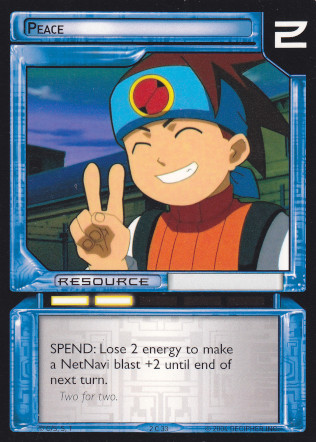 Peace
2
RESOURCE
SPEND: Lose 2 energy to make
a NetNavi blast +2 until end of
next turn.
Two for two.